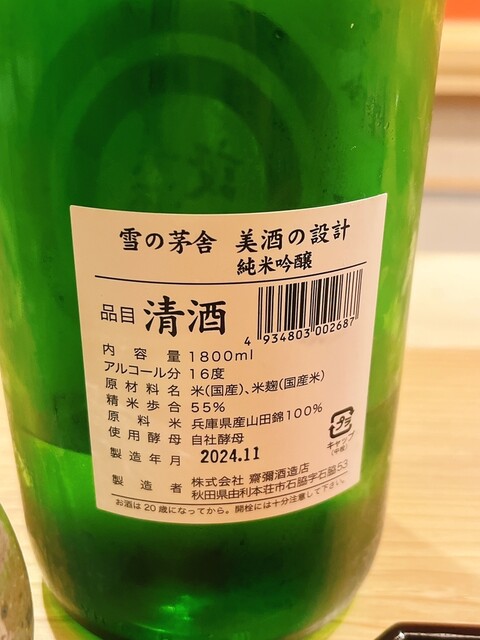 雪の茅舎 美酒の設計
純米吟醸
品目 清酒
4 934803 002687
内容量 1800ml
アルコール分 16度
原材料名 米(国産)、米麹(国産米)
精米歩合 55%
原料米 兵庫県産山田錦100%
使用酵母 自社酵母
製造年月 2024.11
プラ
キャップ
(中栓)
製造者 株式会社 齋彌酒造店
秋田県由利本荘市石脇字石脇53
お酒は20歳になってから。開栓には十分注意して下さい。